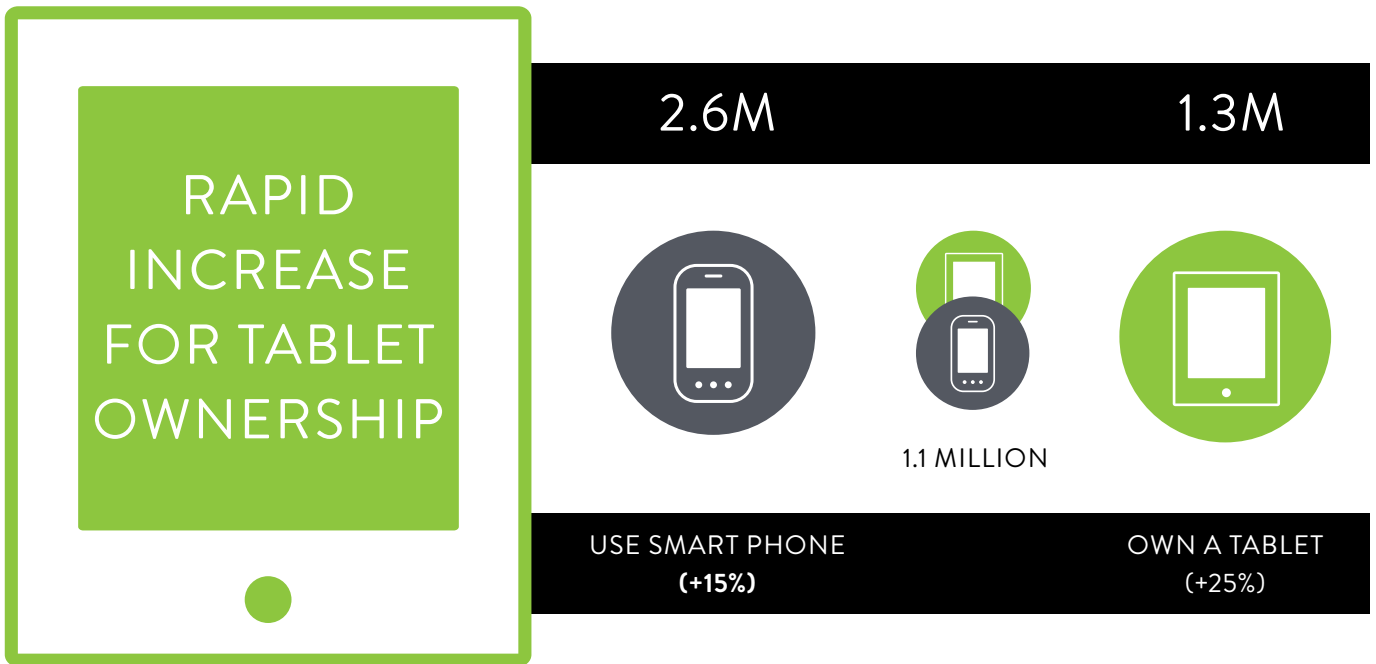 RAPID
INCREASE
FOR TABLET
OWNERSHIP
2.6M
1.3M
1.1 MILLION
USE SMART PHONE
(+15%)
OWN A TABLET
(+25%)